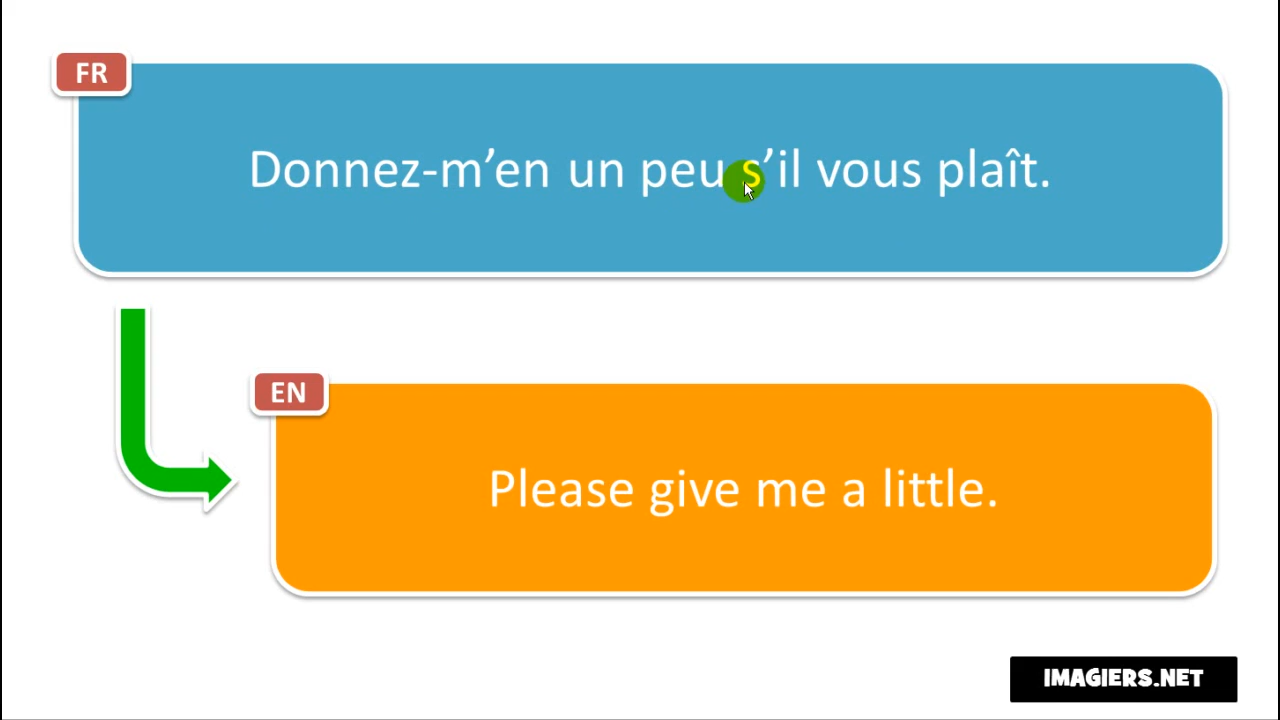 FR
Donnez-m’en un peu s’il vous plaît.
EN
Please give me a little.
IMAGIERS.NET